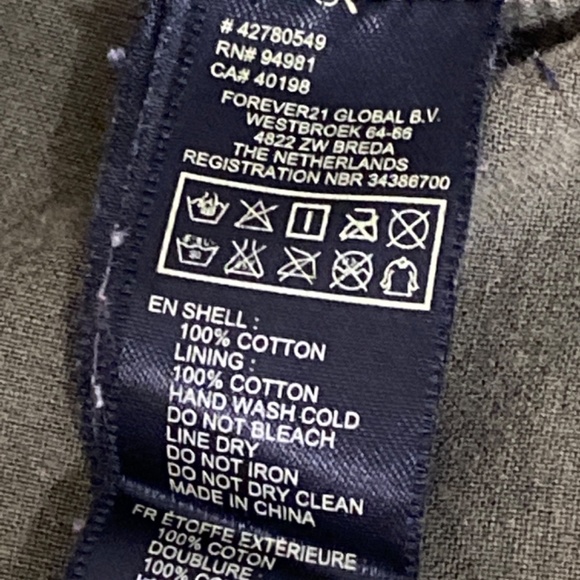 # 42780549
RN# 94981
CA# 40198
FOREVER21 GLOBAL B.V.
WESTBROEK 64-66
4822 ZW BREDA
THE NETHERLANDS
REGISTRATION NBR 34386700
EN SHELL :
100% COTTON
LINING :
100% COTTON
HAND WASH COLD
DO NOT BLEACH
LINE DRY
DO NOT IRON
DO NOT DRY CLEAN
MADE IN CHINA
FR ÉTOFFE EXTÉRIEURE
100% COTON
DOUBLURE :
100%